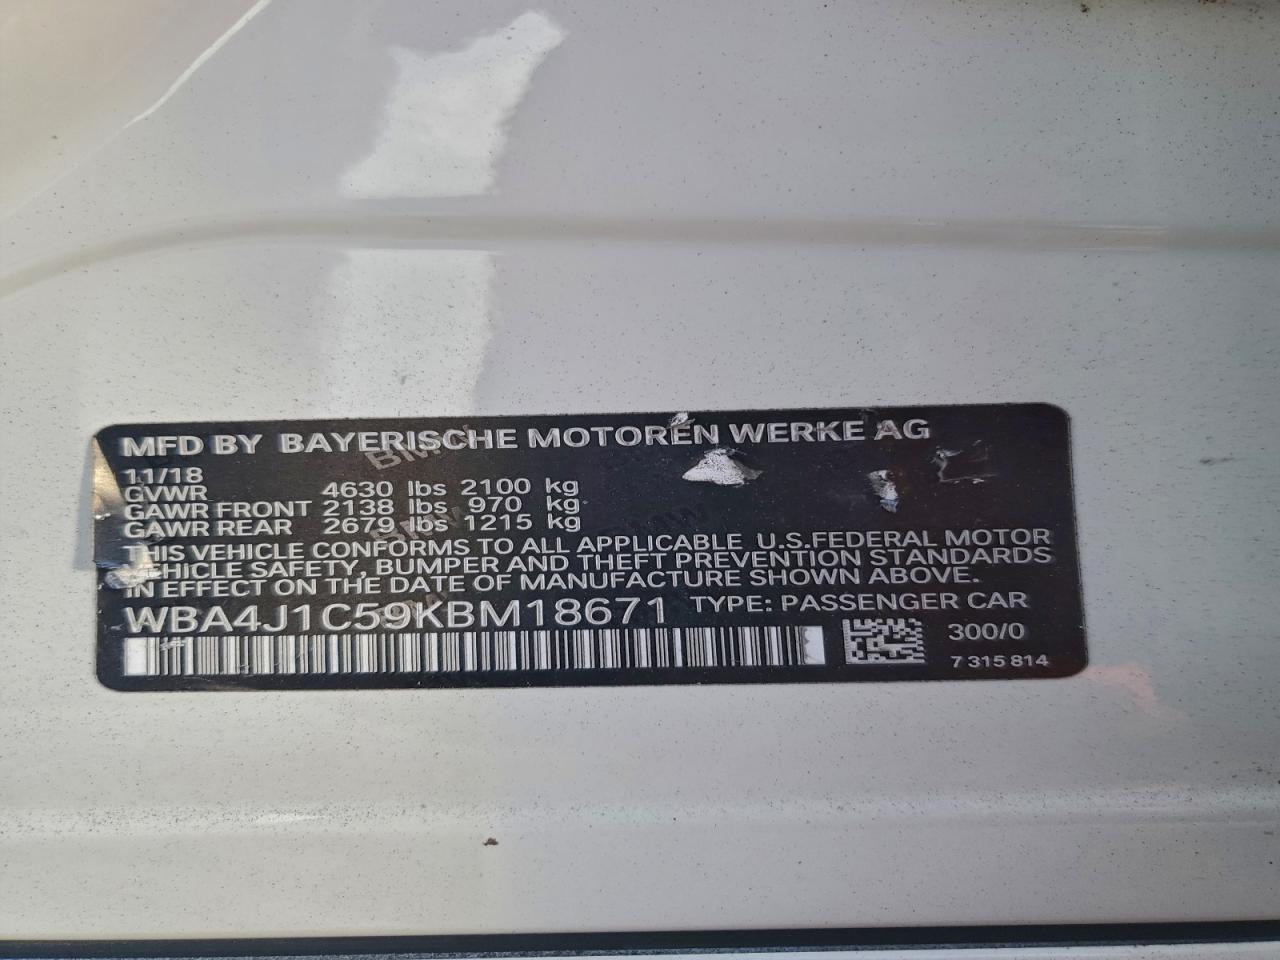 MFD BY BAYERISCHE MOTOREN WERKE AG
11/18
GVWR 4630 lbs 2100 kg
GAWR FRONT 2138 lbs 970 kg
GAWR REAR 2679 lbs 1215 kg
THIS VEHICLE CONFORMS TO ALL APPLICABLE U.S.FEDERAL MOTOR
VEHICLE SAFETY, BUMPER AND THEFT PREVENTION STANDARDS
IN EFFECT ON THE DATE OF MANUFACTURE SHOWN ABOVE.
WBA4J1C59KBM18671 TYPE: PASSENGER CAR
300/0
7 315 814
BMW
BMW
BMW